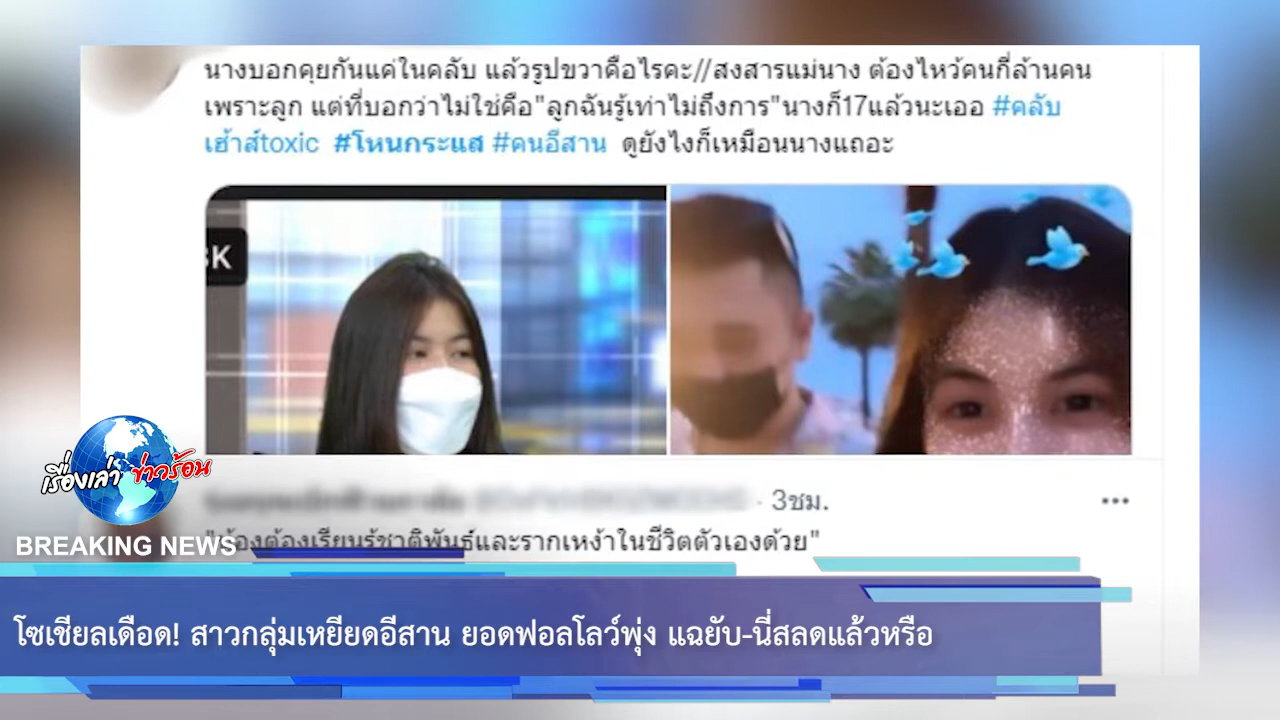 นางบอกคุยกันแค่ในคลับ แล้วรูปขวาคือไรคะ//สงสารแม่นาง ต้องไหว้คนกี่ล้านคน
เพราะลูก แต่ที่บอกว่าไม่ใช่คือ"ลูกฉันรู้เท่าไม่ถึงการ"นางก็17แล้วนะเออ #คลับ
เฮ้าส์toxic #โหนกระแส #คนอีสาน ดูยังไงก็เหมือนนางแถอะ
K
· 3ชม.
ต้องเรียนรู้ชาติพันธุ์และรากเหง้าในชีวิตตัวเองด้วย"
เรื่องเล่า ข่าวร้อน
BREAKING NEWS
โซเชียลเดือด! สาวกลุ่มเหยียดอีสาน ยอดฟอลโลว์พุ่ง แฉยับ-นี่สลดแล้วหรือ